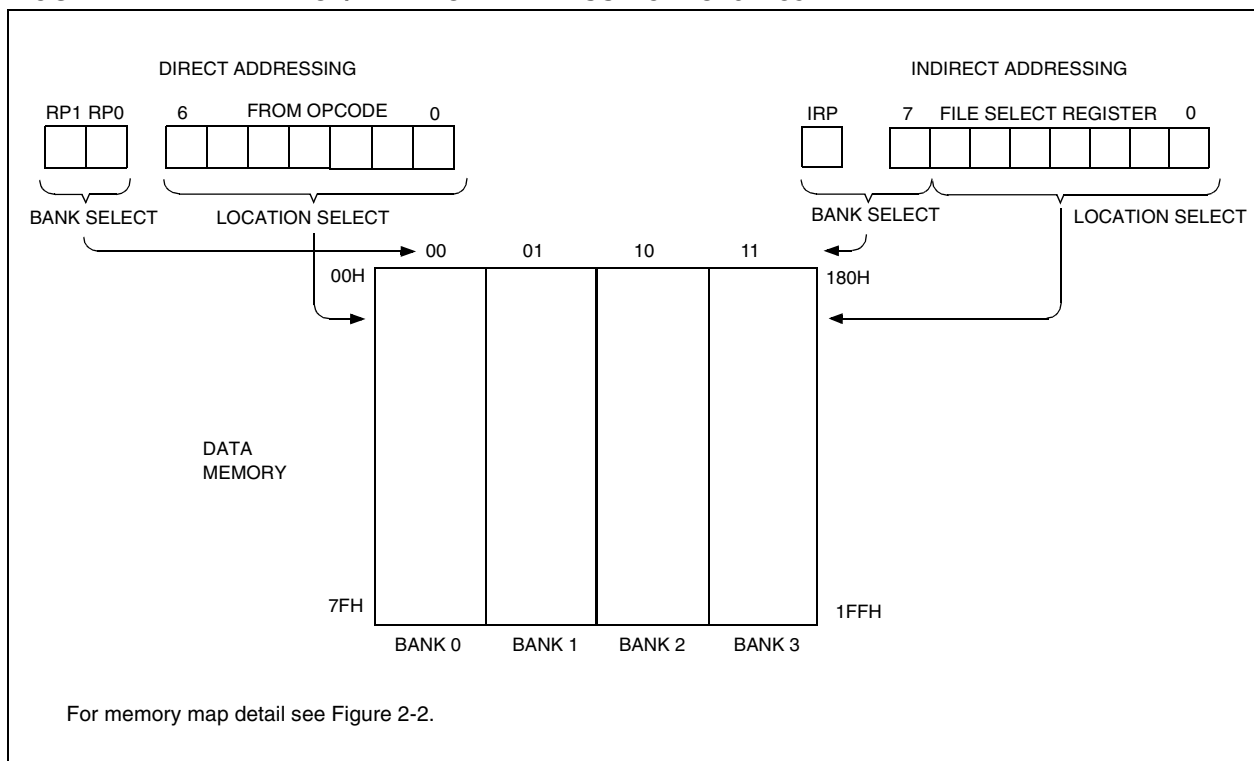 DIRECT ADDRESSING
INDIRECT ADDRESSING
RP1 RP0 6 FROM OPCODE 0
IRP 7 FILE SELECT REGISTER 0
BANK SELECT LOCATION SELECT
BANK SELECT LOCATION SELECT
00 01 10 11
00H 180H
DATA
MEMORY
7FH 1FFH
BANK 0 BANK 1 BANK 2 BANK 3
For memory map detail see Figure 2-2.